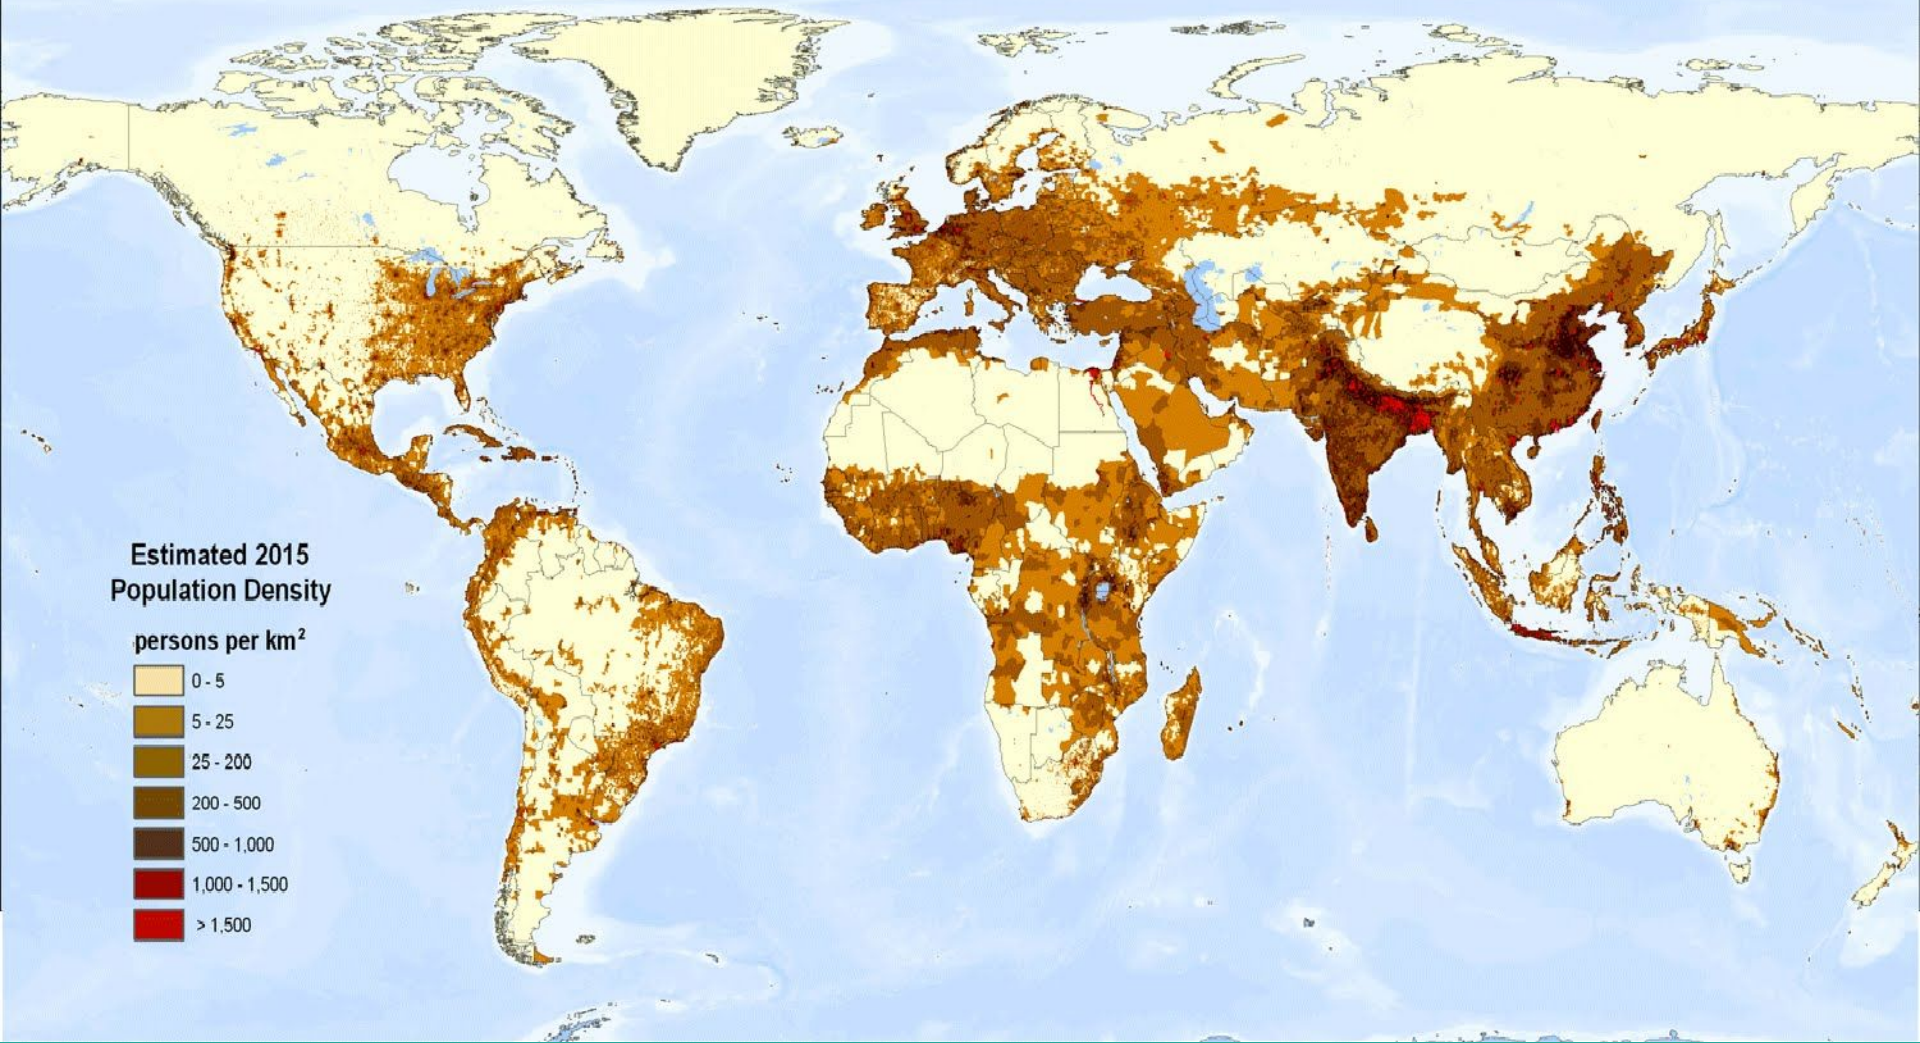 Estimated 2015
Population Density
persons per km²
0 - 5
5 - 25
25 - 200
200 - 500
500 - 1,000
1,000 - 1,500
> 1,500